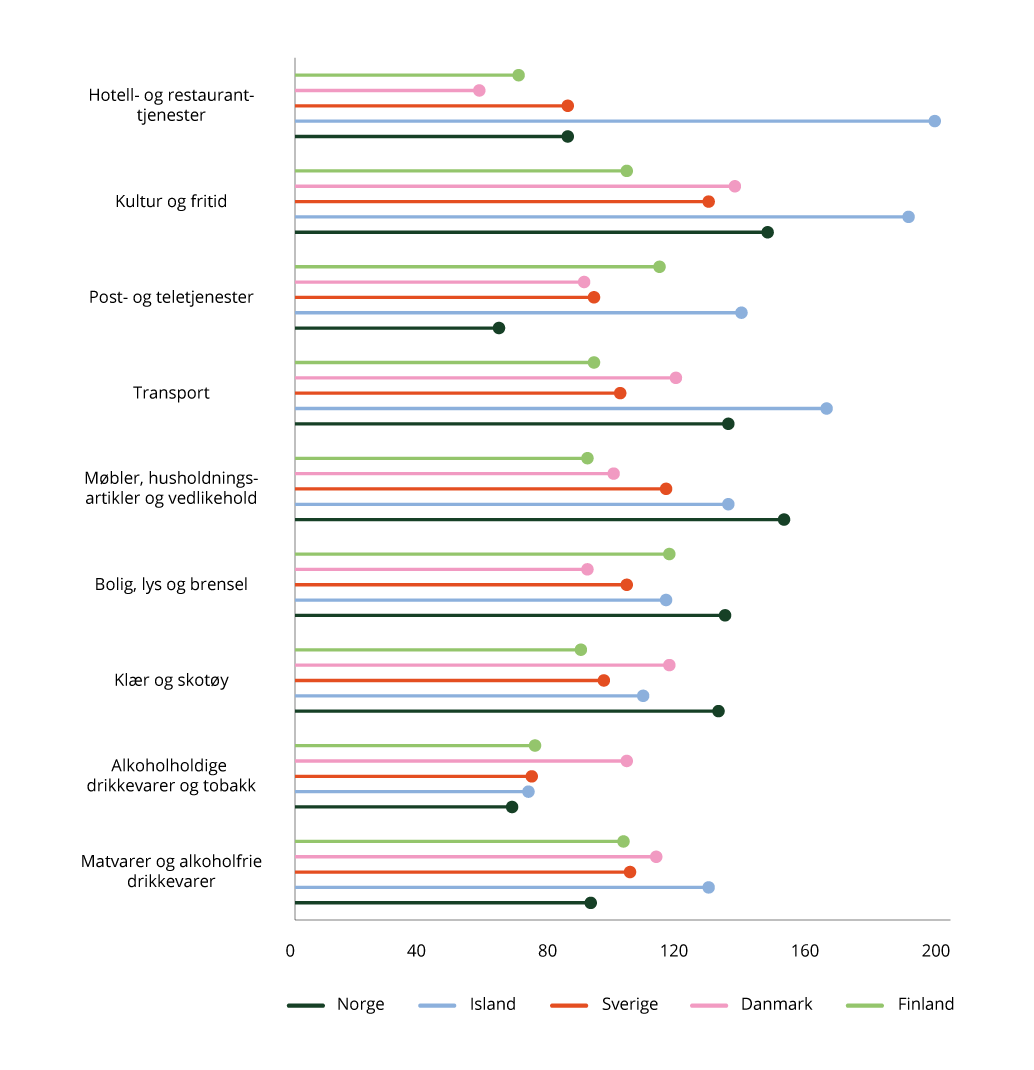 Hotell- og restaurant-
tjenester
Kultur og fritid
Post- og teletjenester
Transport
Møbler, husholdnings-
artikler og vedlikehold
Bolig, lys og brensel
Klær og skotøy
Alkoholholdige
drikkevarer og tobakk
Matvarer og alkoholfrie
drikkevarer
0 40 80 120 160 200
Norge Island Sverige Danmark Finland